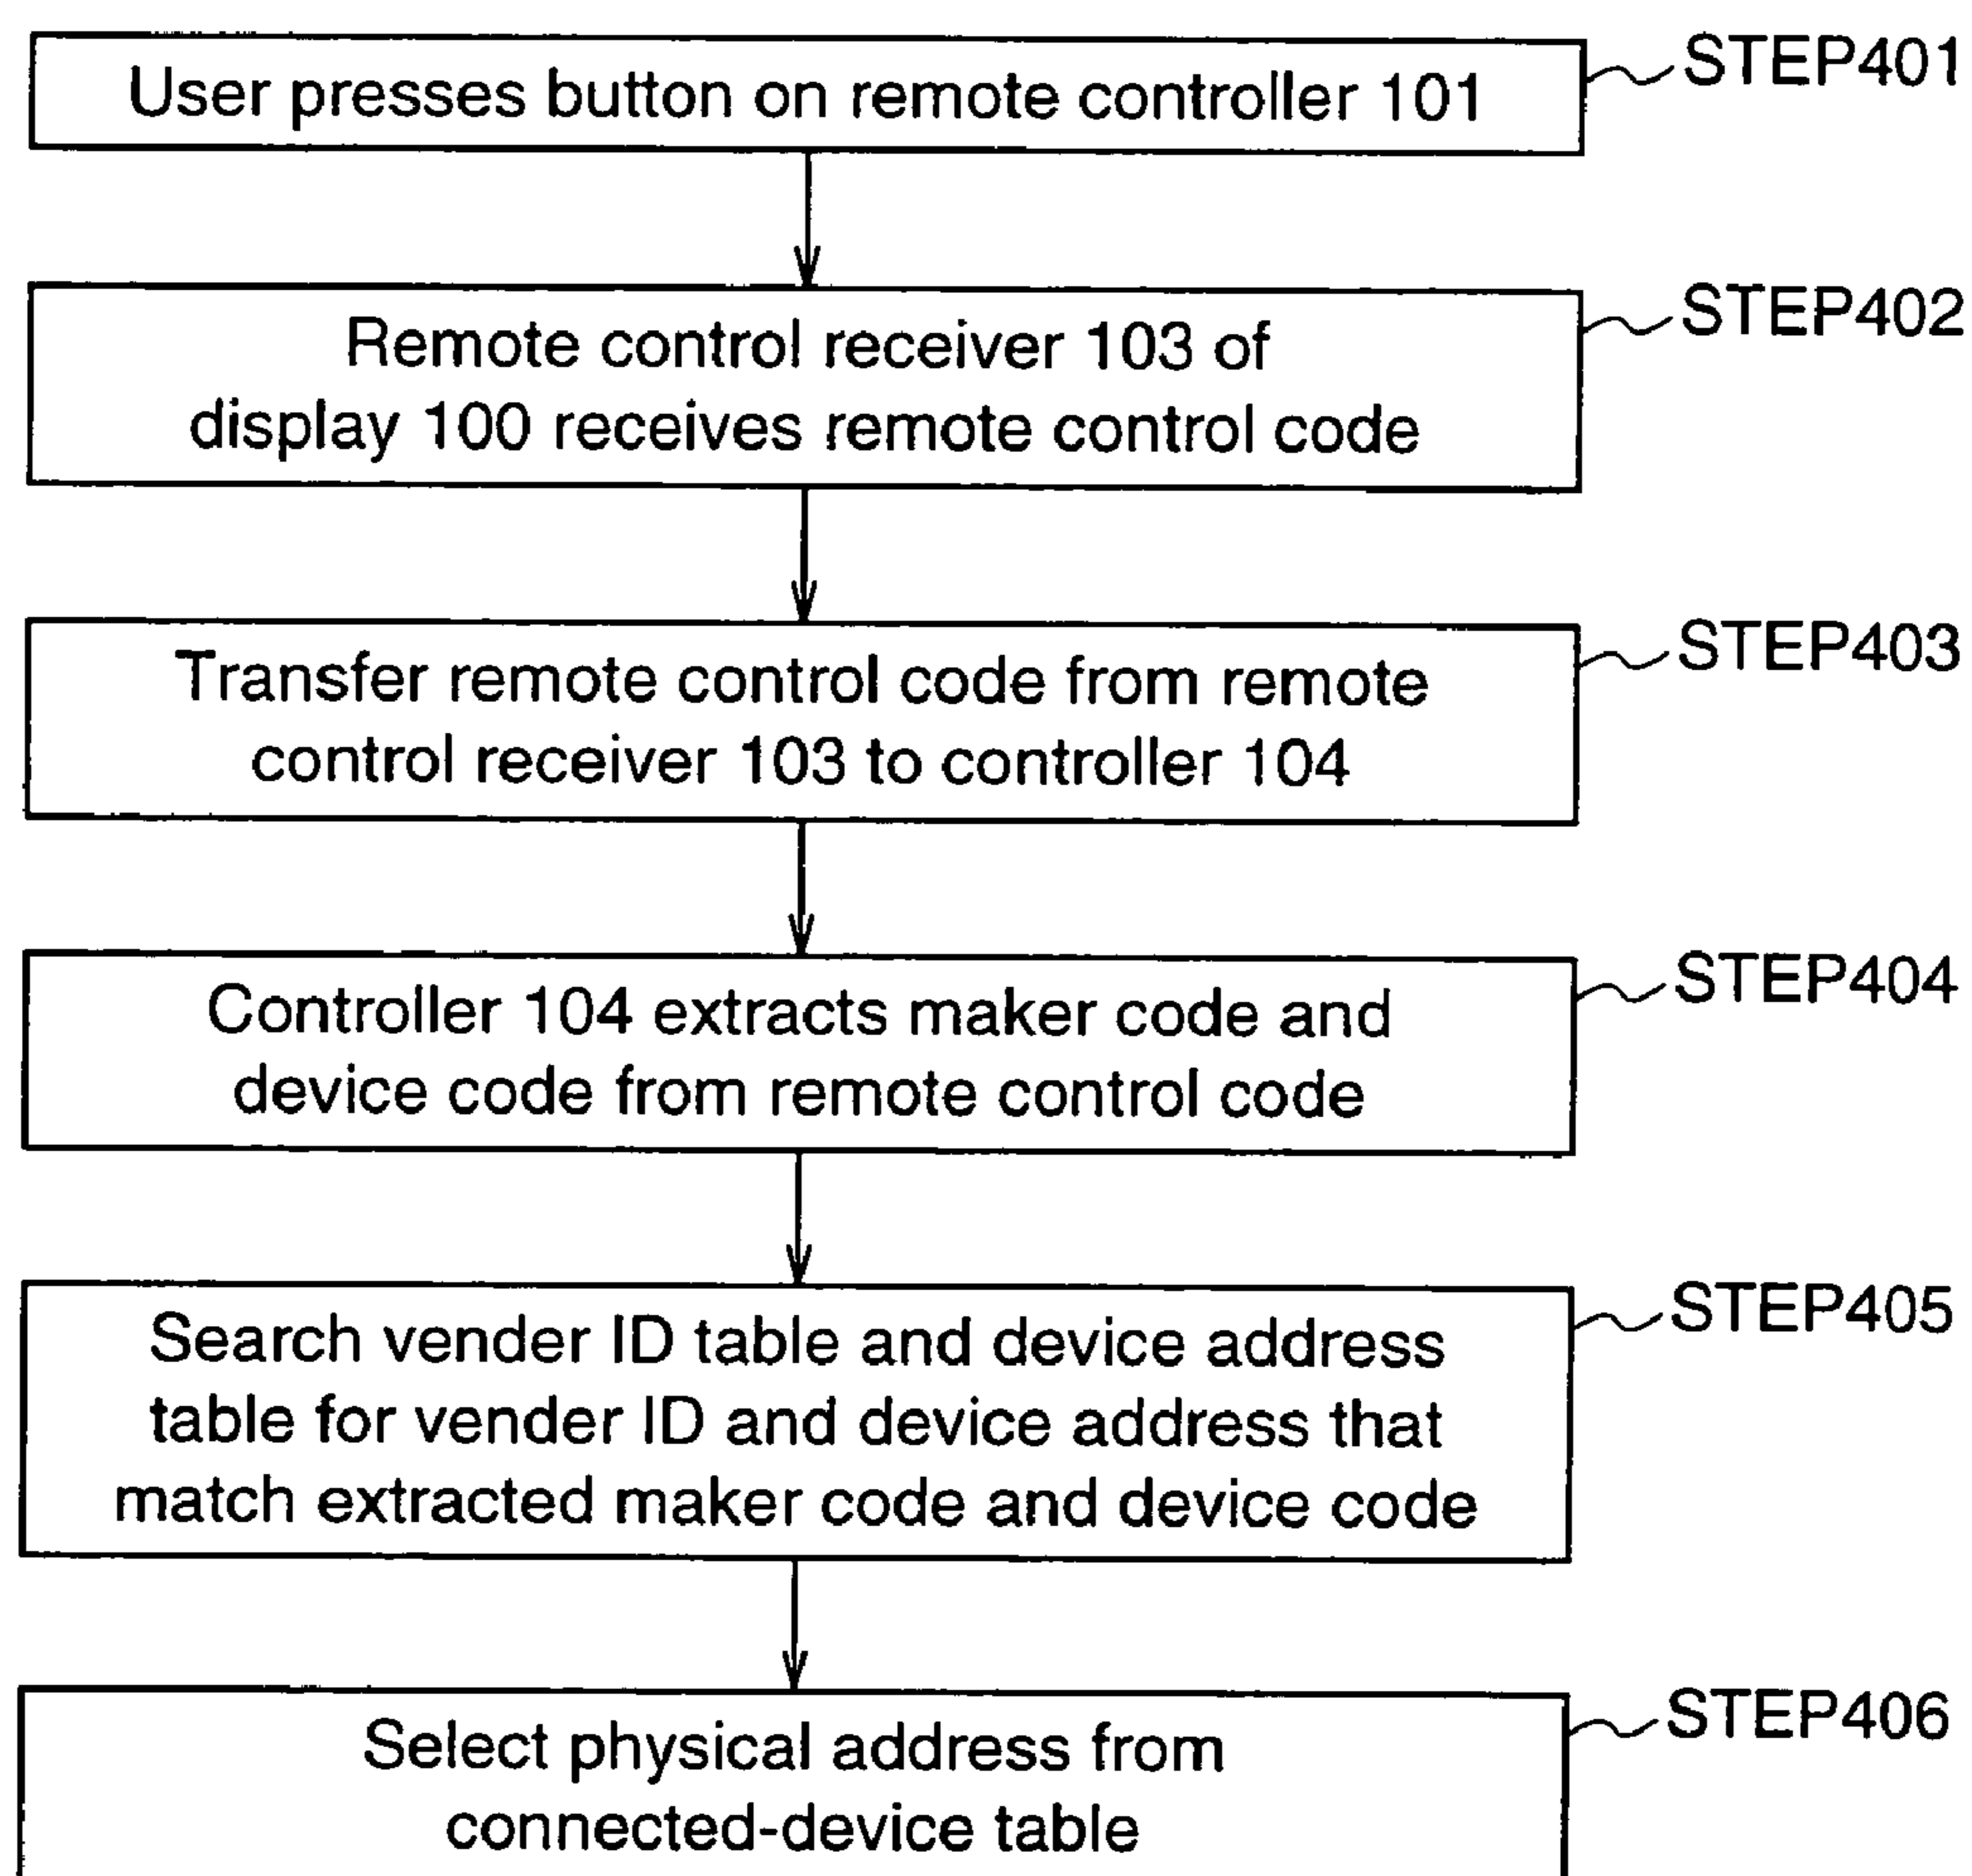 User presses button on remote controller 101
STEP401
Remote control receiver 103 of
display 100 receives remote control code
STEP402
Transfer remote control code from remote
control receiver 103 to controller 104
STEP403
Controller 104 extracts maker code and
device code from remote control code
STEP404
Search vender ID table and device address
table for vender ID and device address that
match extracted maker code and device code
STEP405
Select physical address from
connected-device table
STEP406